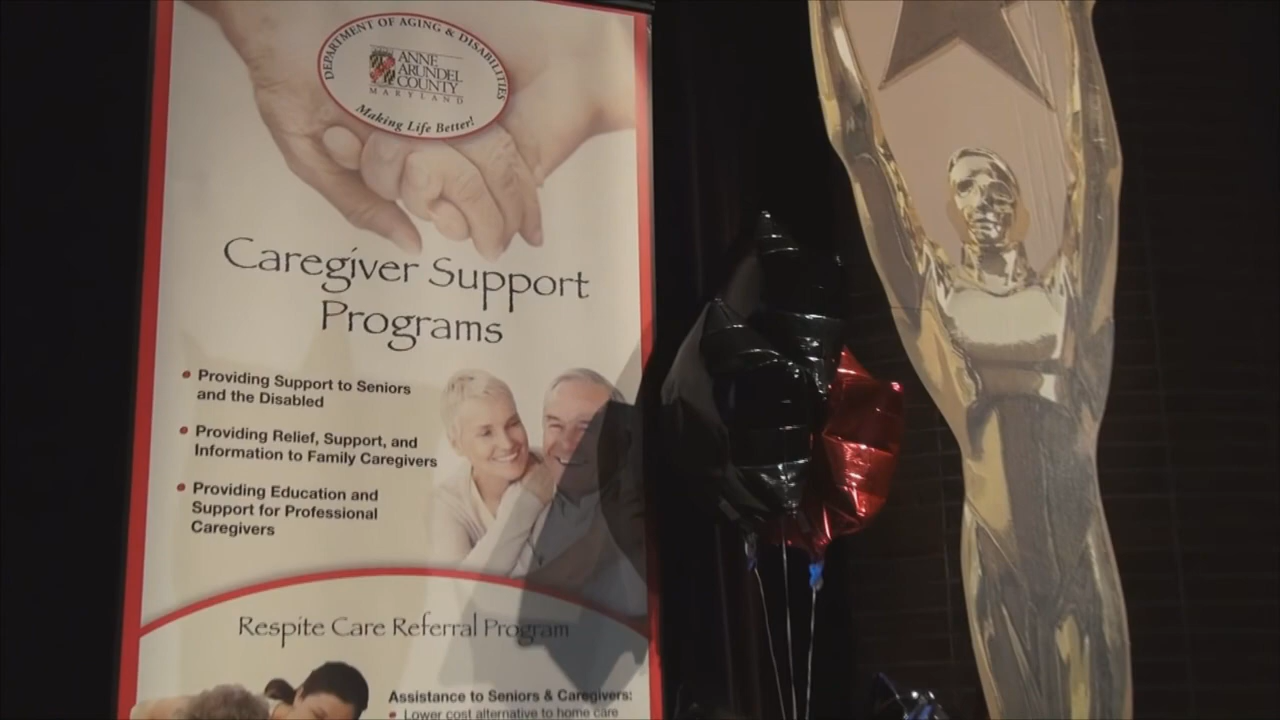 DEPARTMENT OF AGING & DISABILITIES
ANNE
ARUNDEL
COUNTY
MARYLAND
Making Life Better!
Caregiver Support
Programs
• Providing Support to Seniors
and the Disabled
• Providing Relief, Support, and
Information to Family Caregivers
• Providing Education and
Support for Professional
Caregivers
Respite Care Referral Program
Assistance to Seniors & Caregivers:
• Lower cost alternative to home care